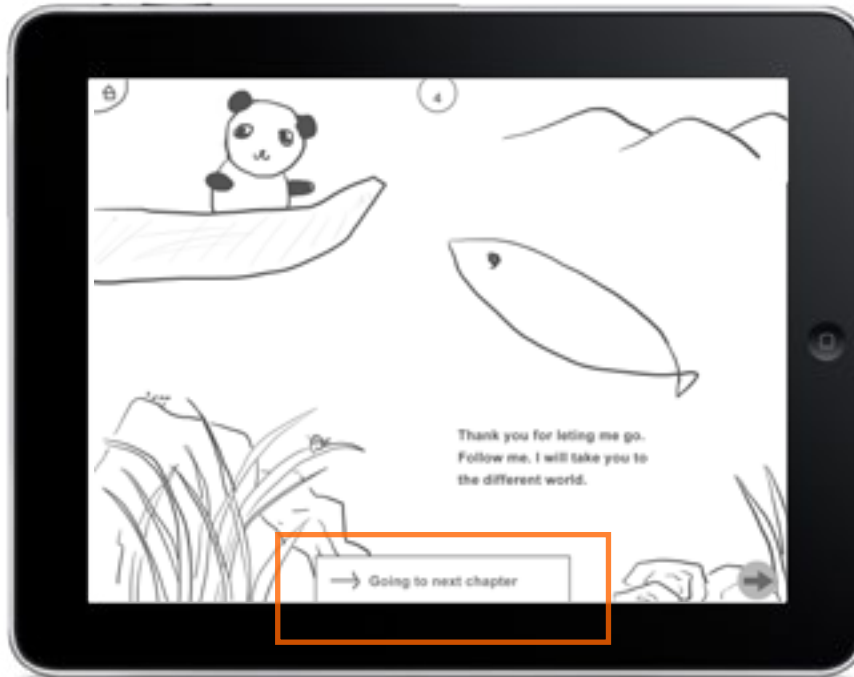 4
Thank you for leting me go.
Follow me. I will take you to
the different world.
Going to next chapter